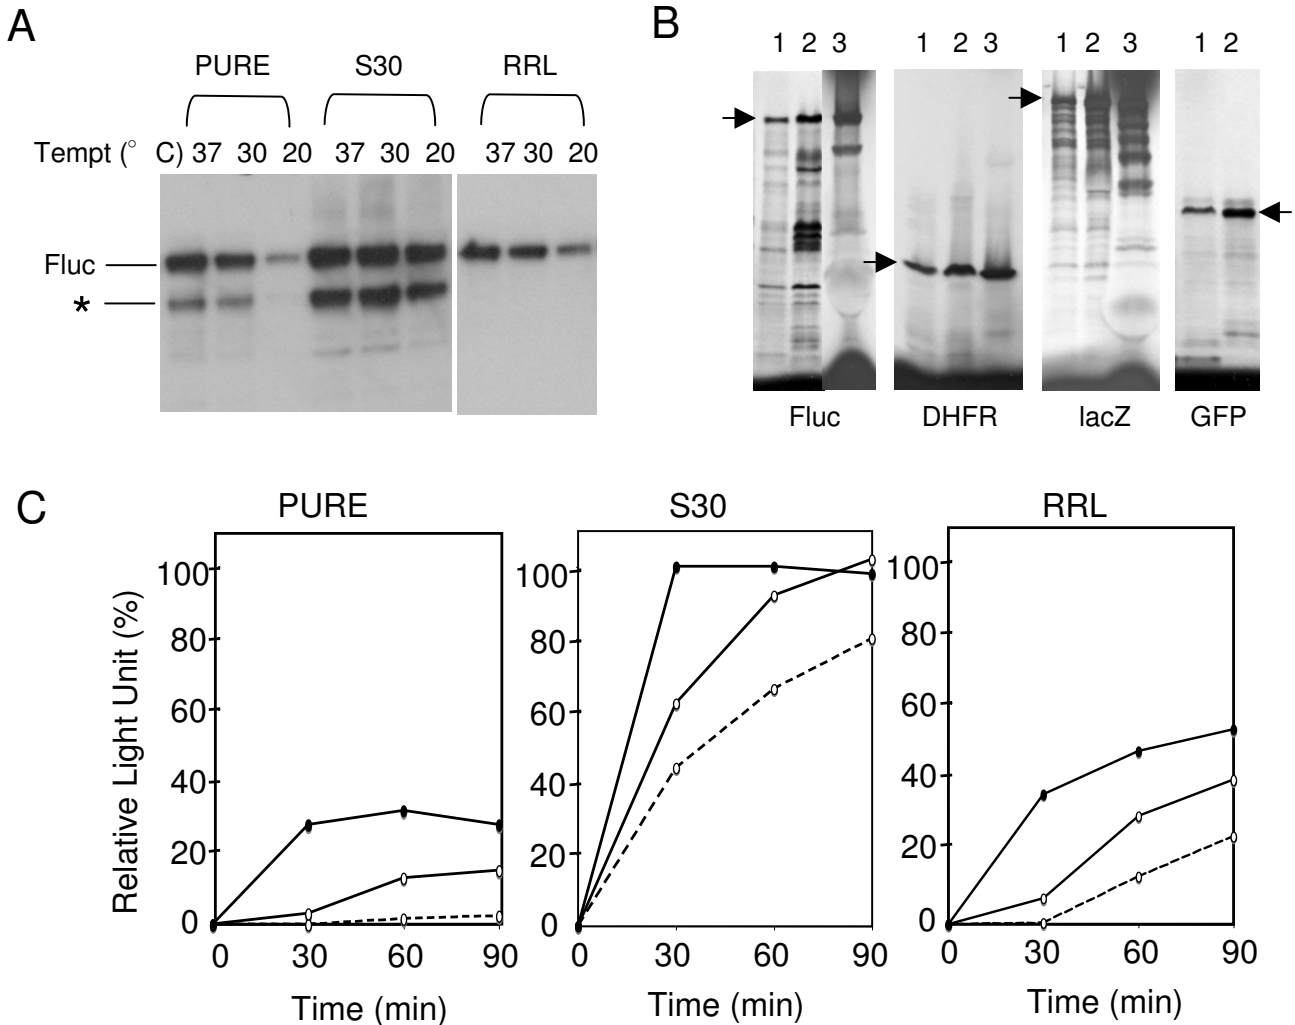 A
PURE S30 RRL
Tempt (° C) 37 30 20 37 30 20 37 30 20
Fluc
*
B
1 2 3 1 2 3 1 2 3 1 2
Fluc DHFR lacZ GFP
C
PURE S30 RRL
Relative Light Unit (%)
100 80 60 40 20 0
0 30 60 90
Time (min)
100 80 60 40 20 0
0 30 60 90
Time (min)
100 80 60 40 20 0
0 30 60 90
Time (min)